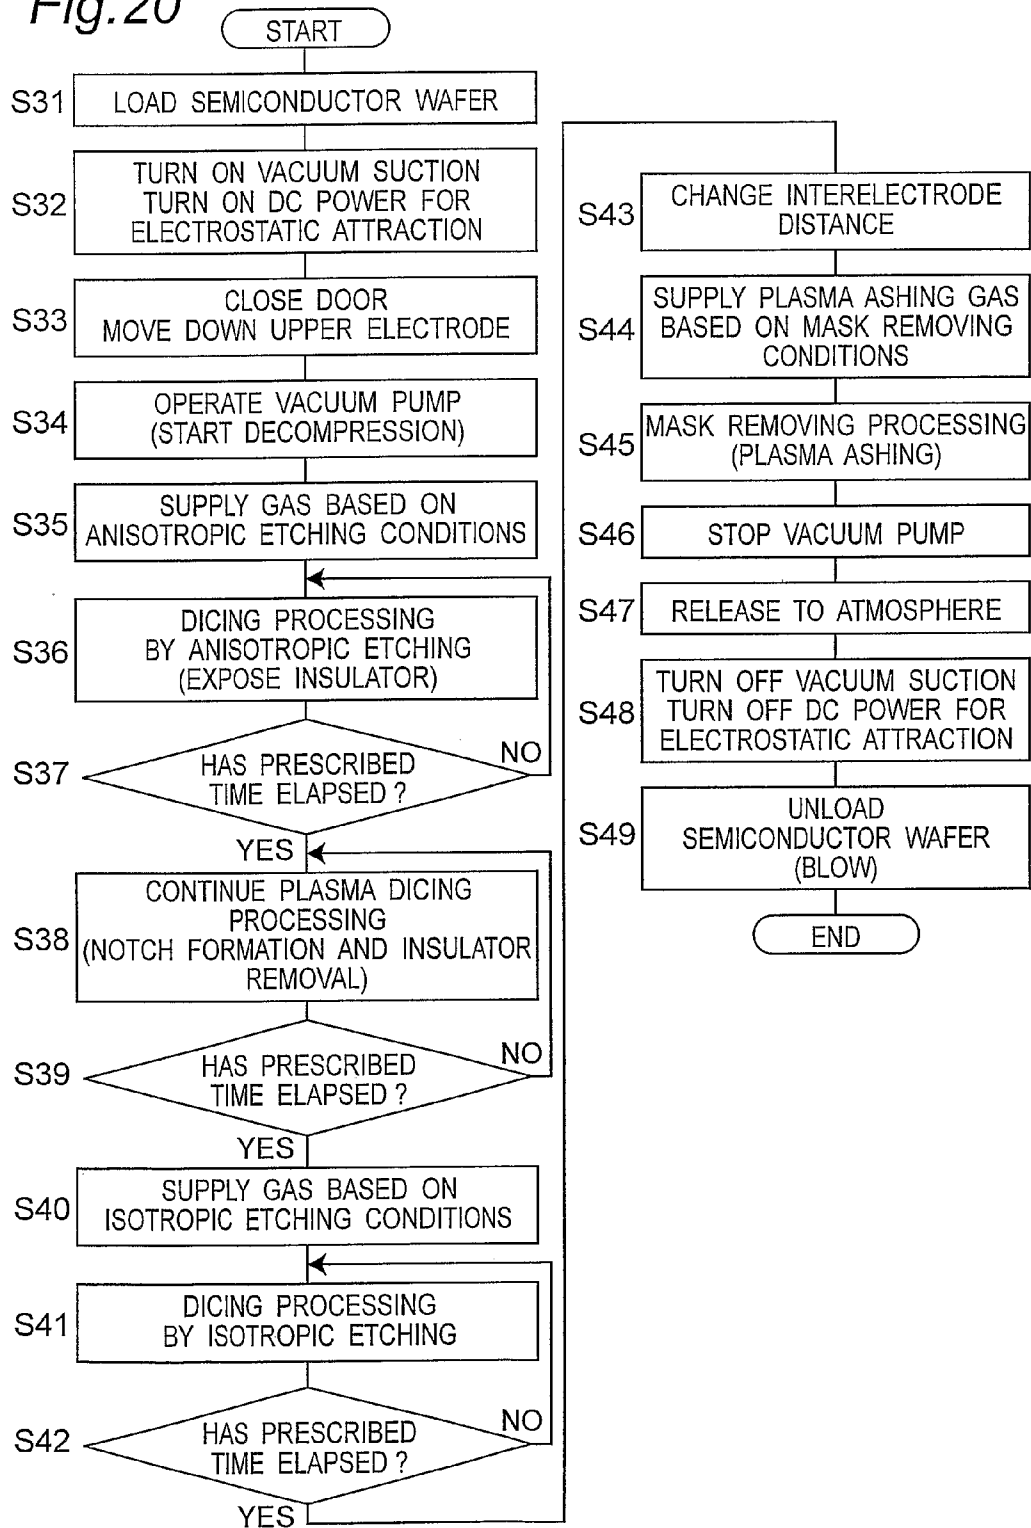 Fig.20
START
S31
LOAD SEMICONDUCTOR WAFER
S32
TURN ON VACUUM SUCTION
TURN ON DC POWER FOR
ELECTROSTATIC ATTRACTION
S33
CLOSE DOOR
MOVE DOWN UPPER ELECTRODE
S34
OPERATE VACUUM PUMP
(START DECOMPRESSION)
S35
SUPPLY GAS BASED ON
ANISOTROPIC ETCHING CONDITIONS
S36
DICING PROCESSING
BY ANISOTROPIC ETCHING
(EXPOSE INSULATOR)
S37
HAS PRESCRIBED
TIME ELAPSED ?
NO
YES
S38
CONTINUE PLASMA DICING
PROCESSING
(NOTCH FORMATION AND INSULATOR
REMOVAL)
S39
HAS PRESCRIBED
TIME ELAPSED ?
NO
YES
S40
SUPPLY GAS BASED ON
ISOTROPIC ETCHING CONDITIONS
S41
DICING PROCESSING
BY ISOTROPIC ETCHING
S42
HAS PRESCRIBED
TIME ELAPSED ?
NO
YES
S43
CHANGE INTERELECTRODE
DISTANCE
S44
SUPPLY PLASMA ASHING GAS
BASED ON MASK REMOVING
CONDITIONS
S45
MASK REMOVING PROCESSING
(PLASMA ASHING)
S46
STOP VACUUM PUMP
S47
RELEASE TO ATMOSPHERE
S48
TURN OFF VACUUM SUCTION
TURN OFF DC POWER FOR
ELECTROSTATIC ATTRACTION
S49
UNLOAD
SEMICONDUCTOR WAFER
(BLOW)
END